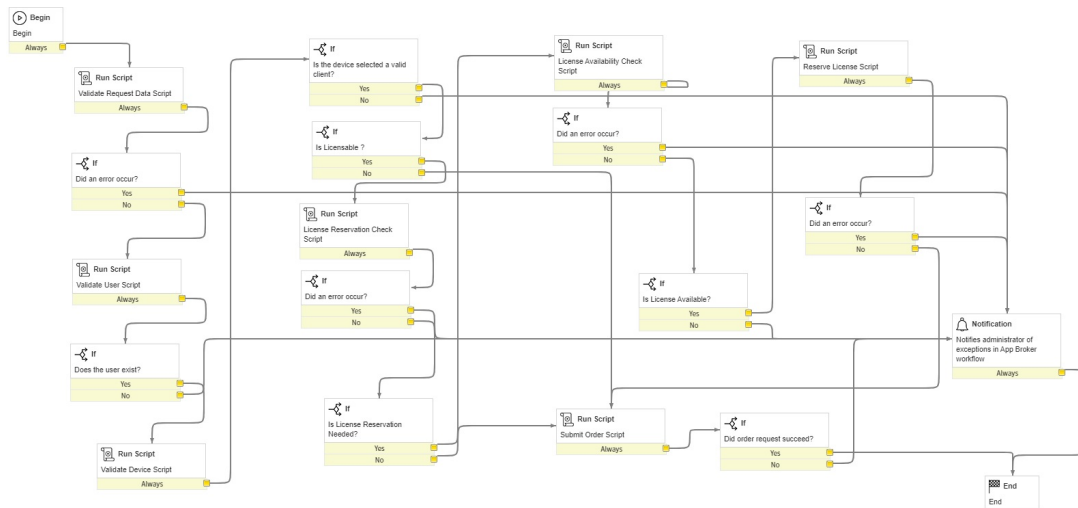 Begin
Begin
Always
Run Script
Validate Request Data Script
Always
If
Did an error occur?
Yes
No
Run Script
Validate User Script
Always
If
Does the user exist?
Yes
No
Run Script
Validate Device Script
Always
If
Is the device selected a valid
client?
Yes
No
If
Is Licensable ?
Yes
No
Run Script
License Reservation Check
Script
Always
If
Did an error occur?
Yes
No
If
Is License Reservation
Needed?
Yes
No
Run Script
License Availability Check
Script
Always
If
Did an error occur?
Yes
No
If
Is License Available?
Yes
No
Run Script
Reserve License Script
Always
If
Did an error occur?
Yes
No
Run Script
Submit Order Script
Always
If
Did order request succeed?
Yes
No
Notification
Notifies administrator of
exceptions in App Broker
workflow
Always
End
End